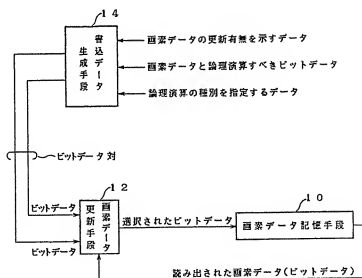 14
書込データ生成手段
画素データの更新有無を示すデータ
画素データと論理演算すべきビットデータ
論理演算の種別を指定するデータ
ビットデータ対
12
10
ビットデータ
画素データ更新手段
選択されたビットデータ
画素データ記憶手段
ビットデータ
読み出された画素データ(ビットデータ)